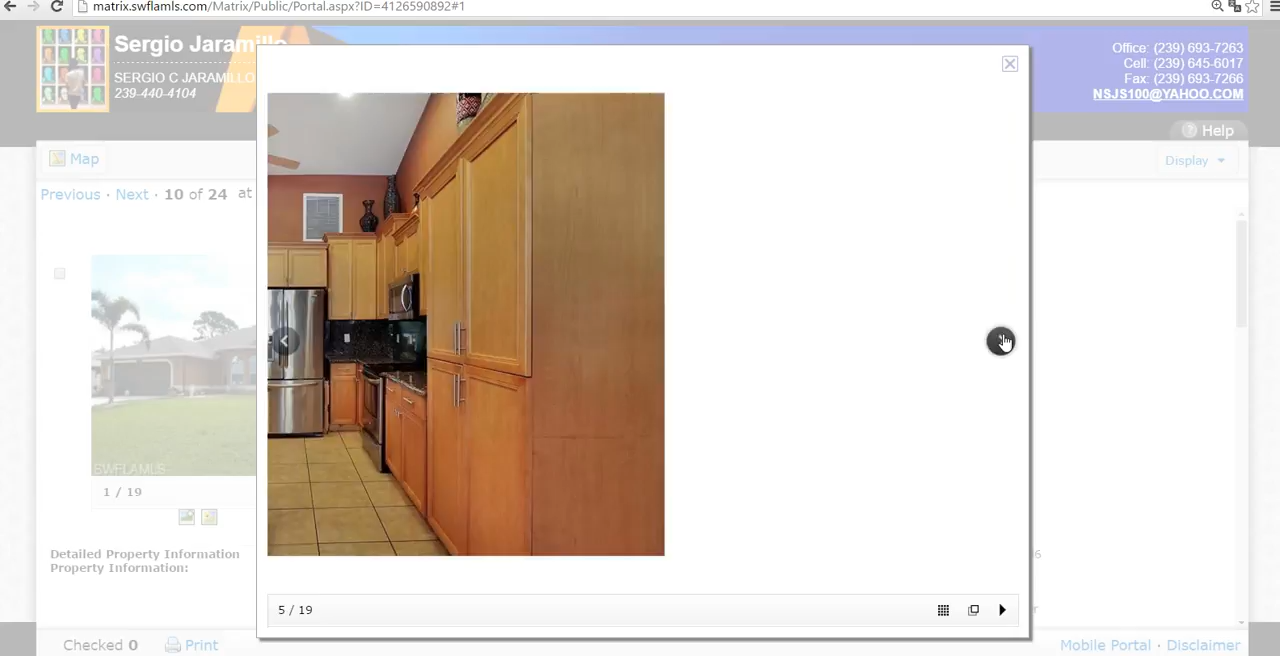 matrix.swflamls.com/Matrix/Public/Portal.aspx?ID=4126590892#1
Sergio Jaramillo
SERGIO C JARAMILLO
239-440-4104
Office: (239) 693-7263
Cell: (239) 645-6017
Fax: (239) 693-7266
NSJS100@YAHOO.COM
Help
Map
Display
Previous · Next · 10 of 24 at
SWFLAMLS
1 / 19
Detailed Property Information
Property Information:
6
r
5 / 19
Checked 0
Print
Mobile Portal · Disclaimer